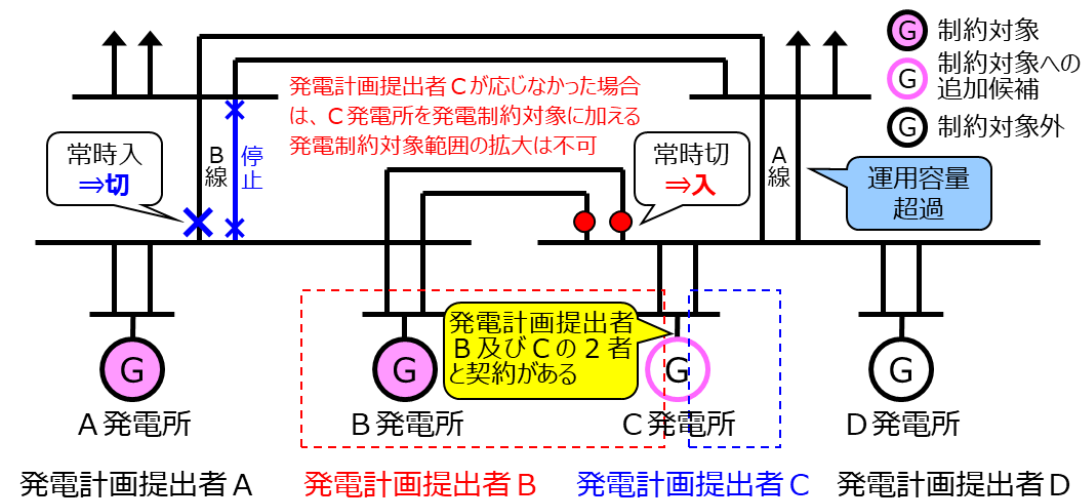 G 制約対象
G 制約対象への
追加候補
G 制約対象外
発電計画提出者Cが応じなかった場合
は、C発電所を発電制約対象に加える
発電制約対象範囲の拡大は不可
常時入
⇒切
B線
停止
常時切
⇒入
A線
運用容量
超過
発電計画提出者
B及びCの2者
と契約がある
G
G
G
G
A発電所
B発電所
C発電所
D発電所
発電計画提出者A
発電計画提出者B
発電計画提出者C
発電計画提出者D